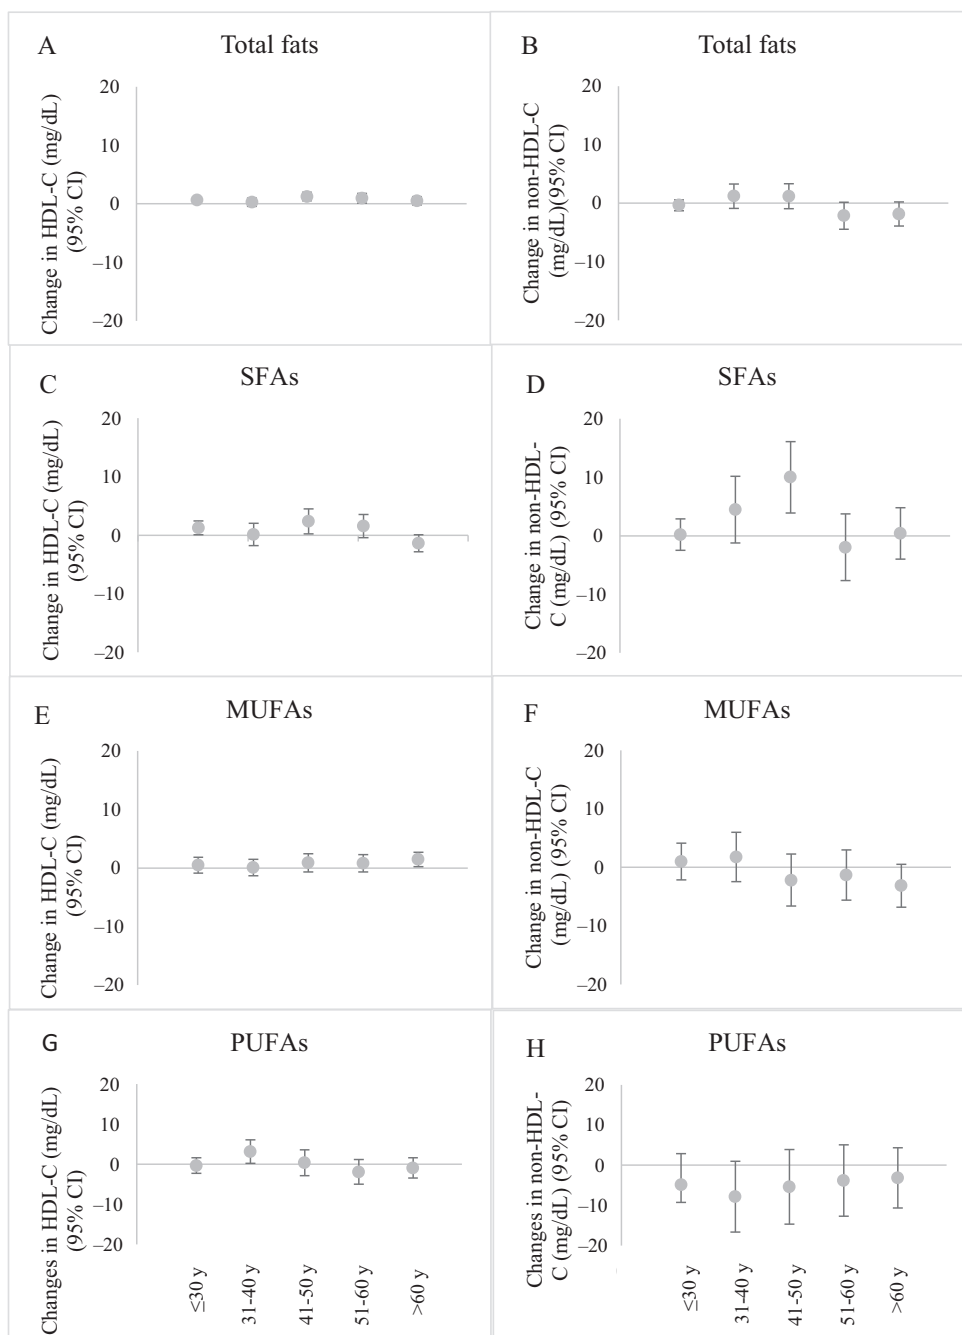 A
Total fats
Change in HDL-C (mg/dL)
(95% CI)
20
10
0
–10
–20
B
Total fats
Change in non-HDL-C
(mg/dL)(95% CI)
20
10
0
–10
–20
C
SFAs
Change in HDL-C (mg/dL)
(95% CI)
20
10
0
–10
–20
D
SFAs
Change in non-HDL-
C (mg/dL) (95% CI)
20
10
0
–10
–20
E
MUFAs
Change in HDL-C (mg/dL)
(95% CI)
20
10
0
–10
–20
F
MUFAs
Change in non-HDL-C
(mg/dL) (95% CI)
20
10
0
–10
–20
G
PUFAs
Changes in HDL-C (mg/dL)
(95% CI)
20
10
0
–10
–20
≤30 y
31-40 y
41-50 y
51-60 y
>60 y
H
PUFAs
Changes in non-HDL-
C (mg/dL) (95% CI)
20
10
0
–10
–20
≤30 y
31-40 y
41-50 y
51-60 y
>60 y